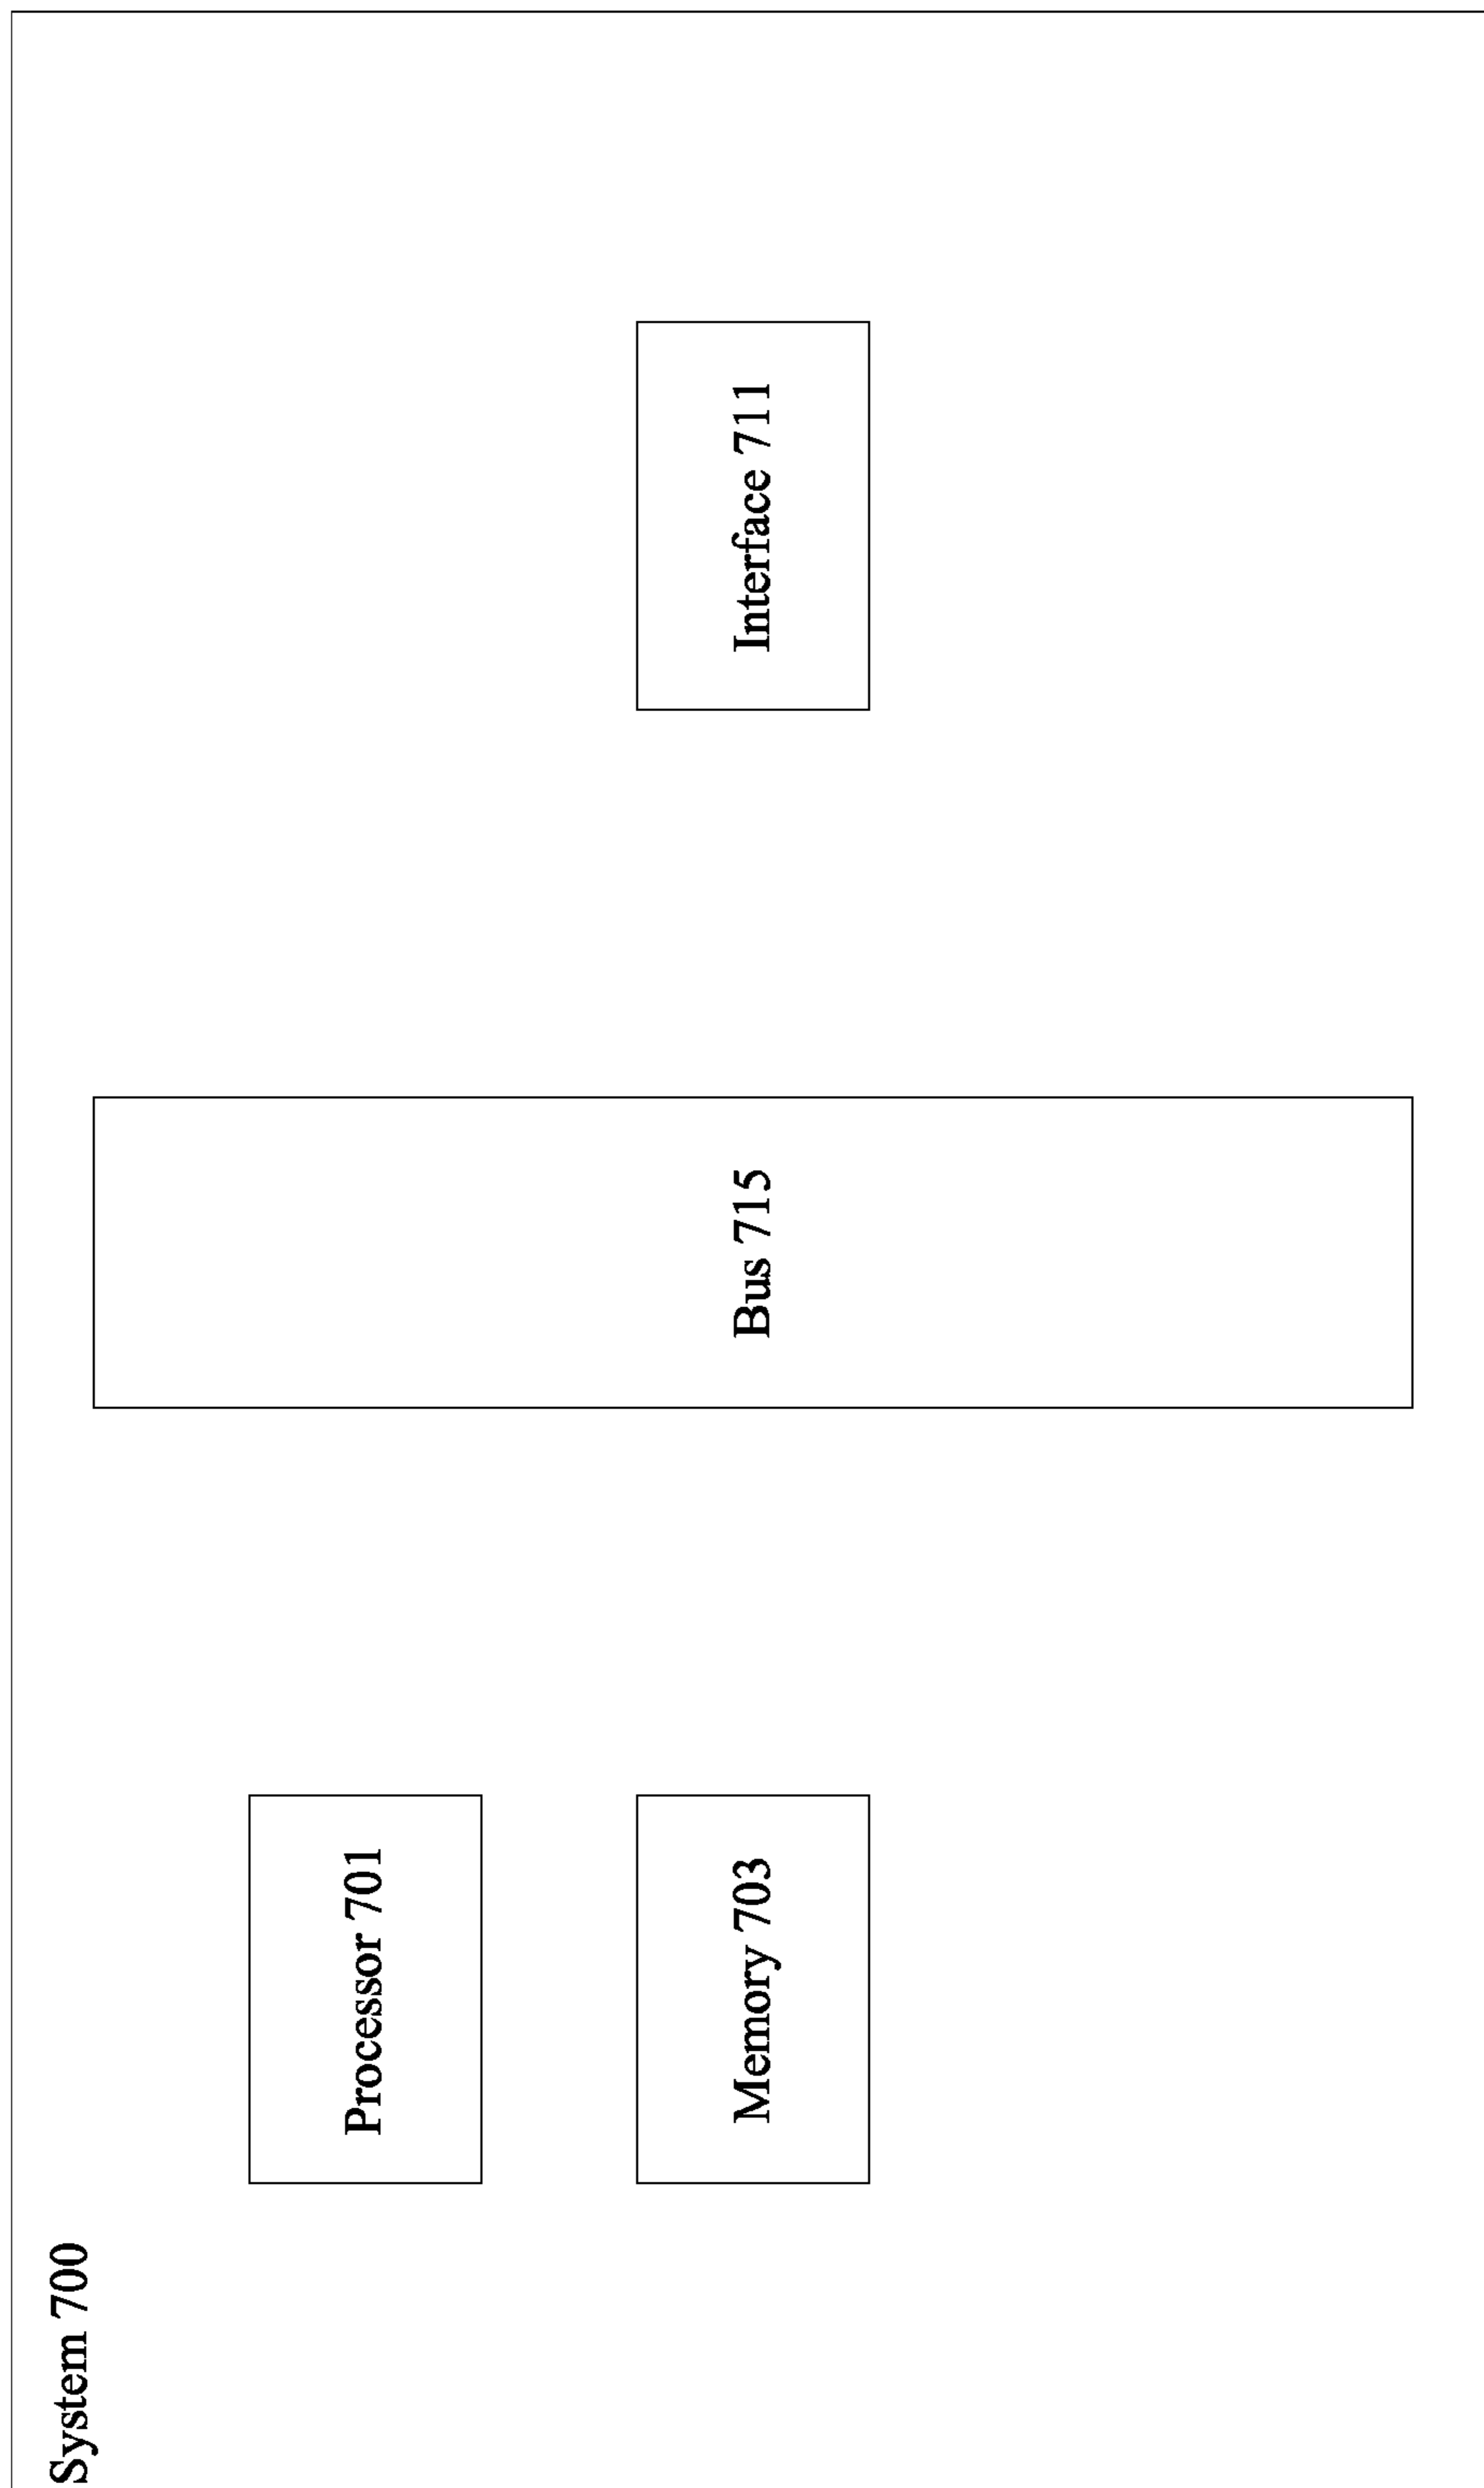 System 700
Processor 701
Memory 703
Bus 715
Interface 711